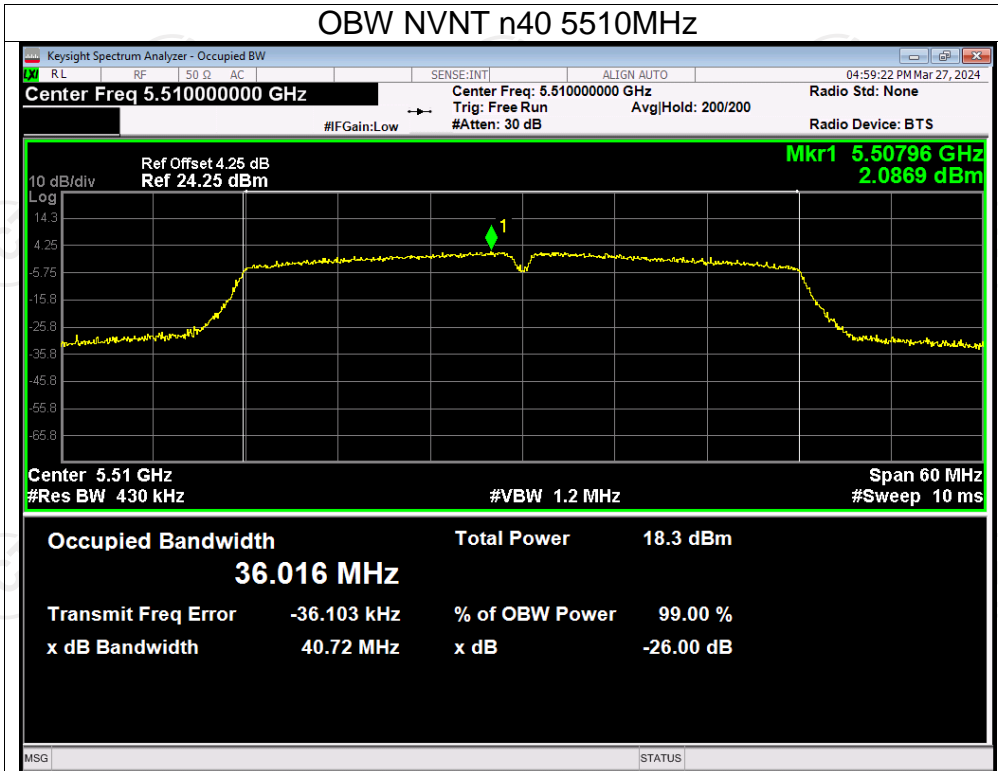 OBW NVNT n40 5510MHz
Keysight Spectrum Analyzer - Occupied BW
LXI RL RF 50 Ω AC SENSE:INT ALIGN AUTO 04:59:22 PM Mar 27, 2024
Center Freq 5.510000000 GHz Center Freq: 5.510000000 GHz Radio Std: None
Trig: Free Run Avg|Hold: 200/200
#IFGain:Low #Atten: 30 dB Radio Device: BTS
Mkr1 5.50796 GHz
2.0869 dBm
Ref Offset 4.25 dB
10 dB/div Ref 24.25 dBm
Log
14.3
1
4.25
-5.75
-15.8
-25.8
-35.8
-45.8
-55.8
-65.8
Center 5.51 GHz Span 60 MHz
#Res BW 430 kHz #VBW 1.2 MHz #Sweep 10 ms
Occupied Bandwidth Total Power 18.3 dBm
36.016 MHz
Transmit Freq Error -36.103 kHz % of OBW Power 99.00 %
x dB Bandwidth 40.72 MHz x dB -26.00 dB
MSG STATUS